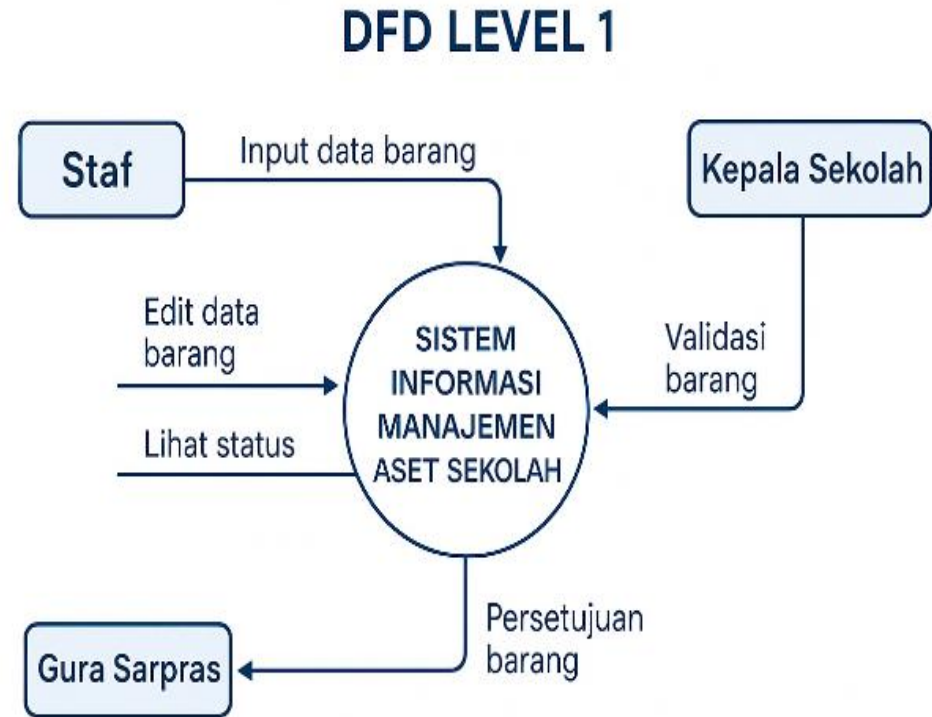 DFD LEVEL 1
Staf
Input data barang
Kepala Sekolah
Edit data
barang
Lihat status
SISTEM
INFORMASI
MANAJEMEN
ASET SEKOLAH
Validasi
barang
Persetujuan
barang
Gura Sarpras